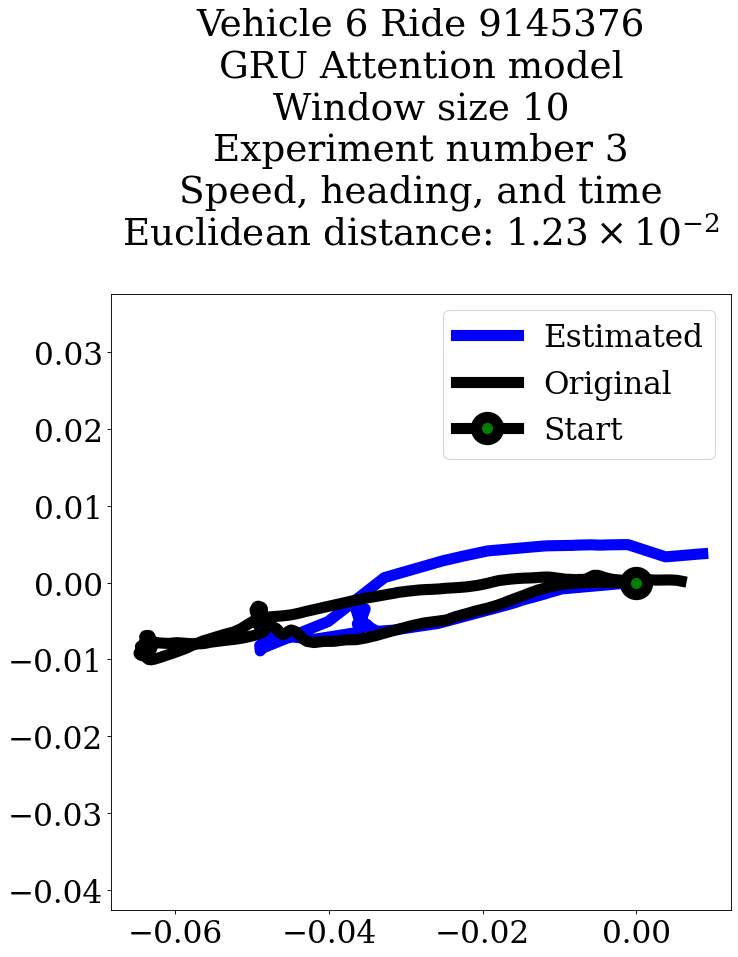 Vehicle 6 Ride 9145376
GRU Attention model
Window size 10
Experiment number 3
Speed, heading, and time
Euclidean distance: 1.23 × 10⁻²
Estimated
Original
Start
0.03
0.02
0.01
0.00
−0.01
−0.02
−0.03
−0.04
−0.06 −0.04 −0.02 0.00